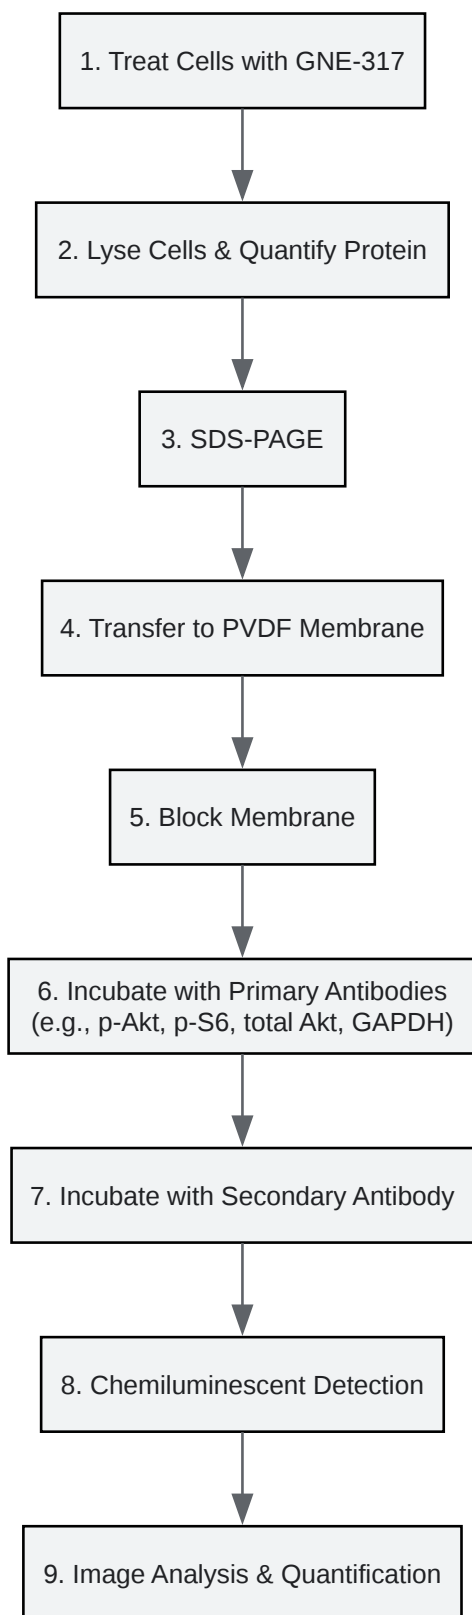 1. Treat Cells with GNE-317
2. Lyse Cells & Quantify Protein
3. SDS-PAGE
4. Transfer to PVDF Membrane
5. Block Membrane
6. Incubate with Primary Antibodies
(e.g., p-Akt, p-S6, total Akt, GAPDH)
7. Incubate with Secondary Antibody
8. Chemiluminescent Detection
9. Image Analysis & Quantification